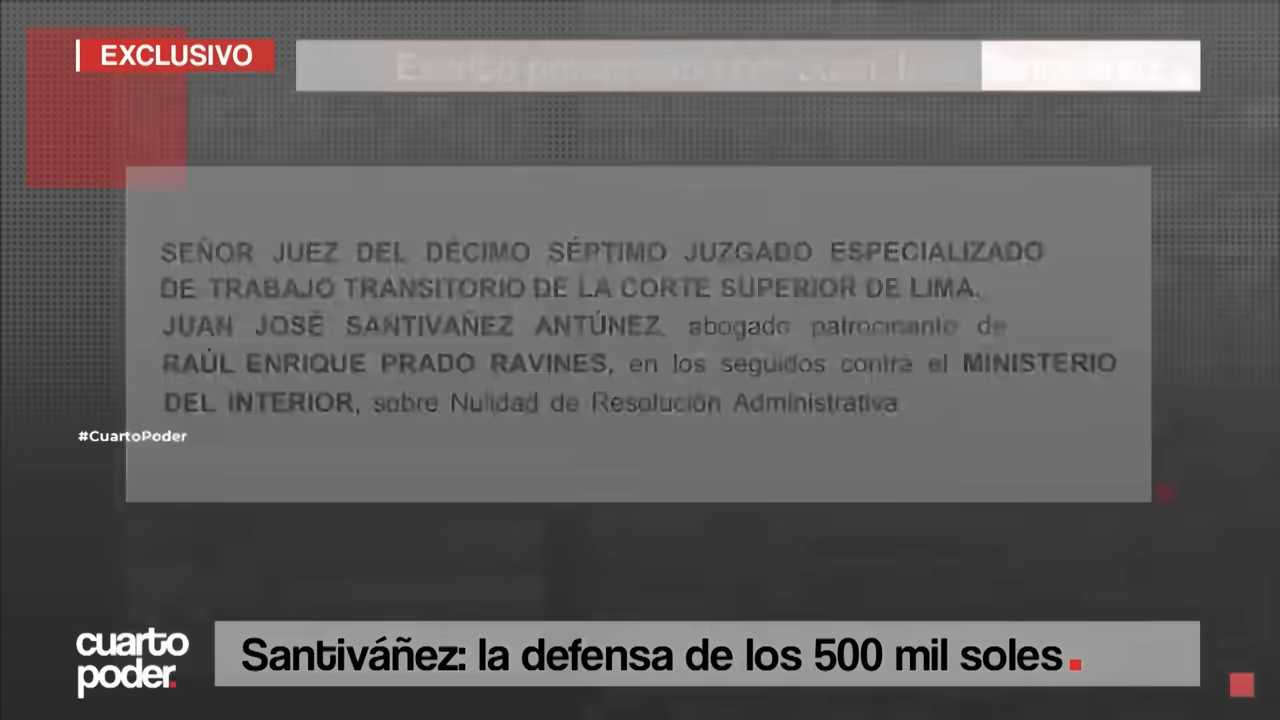 EXCLUSIVO
SEÑOR JUEZ DEL DÉCIMO SÉPTIMO JUZGADO ESPECIALIZADO
DE TRABAJO TRANSITORIO DE LA CORTE SUPERIOR DE LIMA.
JUAN JOSÉ SANTIVAÑEZ ANTÚNEZ, abogado patrocinante de
RAÚL ENRIQUE PRADO RAVINES, en los seguidos contra el MINISTERIO
DEL INTERIOR, sobre Nulidad de Resolución Administrativa
#CuartoPoder
cuarto
poder.
Santiváñez: la defensa de los 500 mil soles.